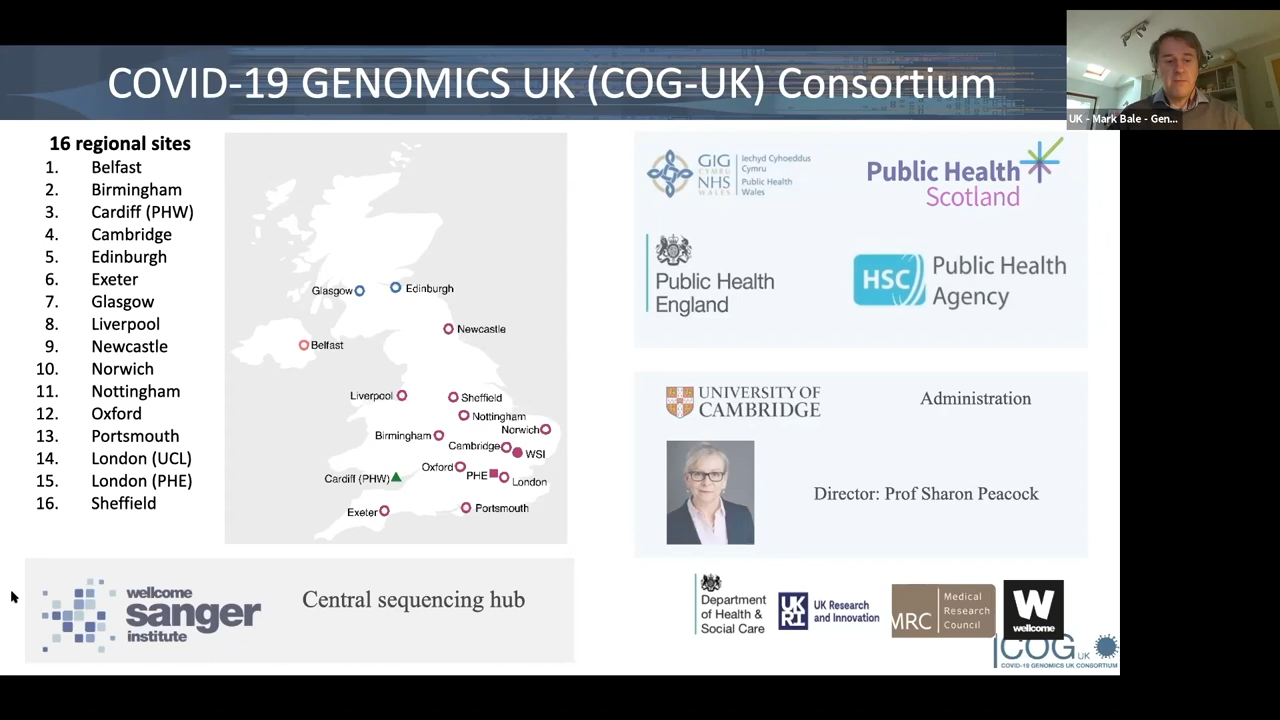 COVID-19 GENOMICS UK (COG-UK) Consortium
UK - Mark Bale - Gen...
16 regional sites
1. Belfast
2. Birmingham
3. Cardiff (PHW)
4. Cambridge
5. Edinburgh
6. Exeter
7. Glasgow
8. Liverpool
9. Newcastle
10. Norwich
11. Nottingham
12. Oxford
13. Portsmouth
14. London (UCL)
15. London (PHE)
16. Sheffield
Glasgow
Edinburgh
Newcastle
Belfast
Liverpool
Sheffield
Nottingham
Norwich
Birmingham
Cambridge
WSI
Oxford
PHE
London
Cardiff (PHW)
Exeter
Portsmouth
GIG
CYMRU
NHS
WALES
Iechyd Cyhoeddus
Cymru
Public Health
Wales
Public Health
Scotland
Public Health
England
HSC
Public Health
Agency
UNIVERSITY OF
CAMBRIDGE
Administration
Director: Prof Sharon Peacock
wellcome
sanger
institute
Central sequencing hub
Department
of Health &
Social Care
UK
RI
UK Research
and Innovation
MRC
Medical
Research
Council
W
wellcome
COG UK
COVID-19 GENOMICS UK CONSORTIUM